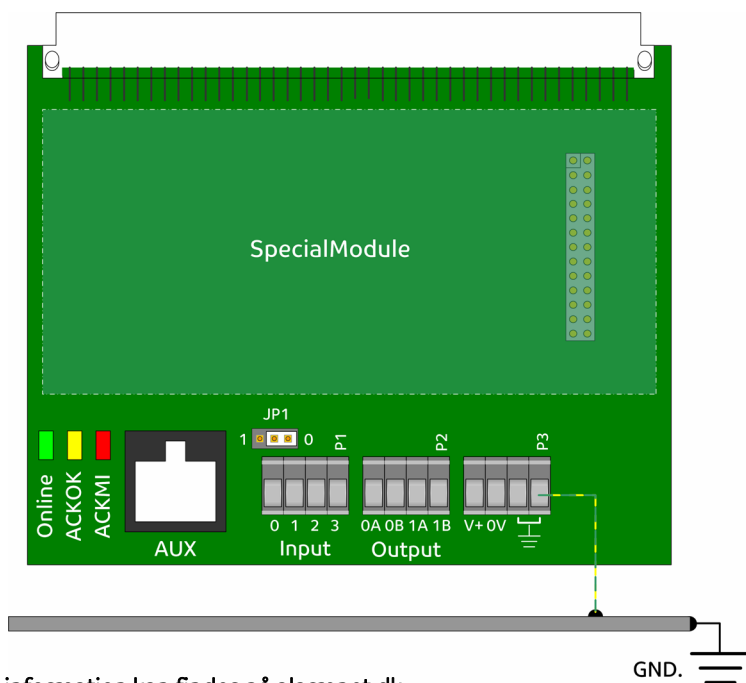 SpecialModule
JP1
1 0
P1 P2 P3
Online
ACKOK
ACKMI
0 1 2 3 0A 0B 1A 1B V+ 0V
AUX Input Output
GND.